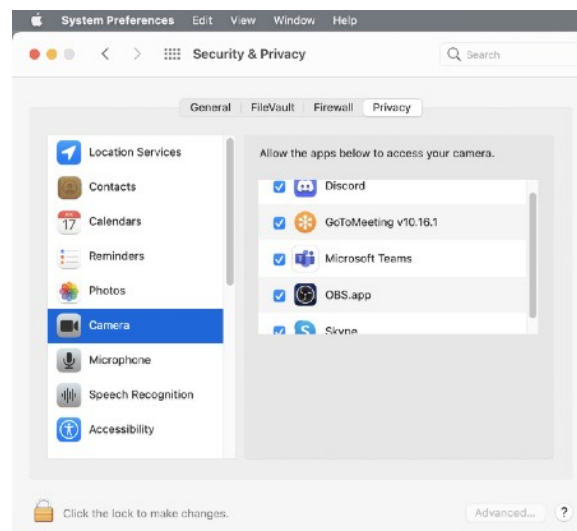 System Preferences Edit View Window Help
Security & Privacy
Search
General FileVault Firewall Privacy
Location Services
Contacts
17
Calendars
Reminders
Photos
Camera
Microphone
Speech Recognition
Accessibility
Allow the apps below to access your camera.
Discord
GoToMeeting v10.16.1
Microsoft Teams
OBS.app
Skype
Click the lock to make changes.
Advanced... ?